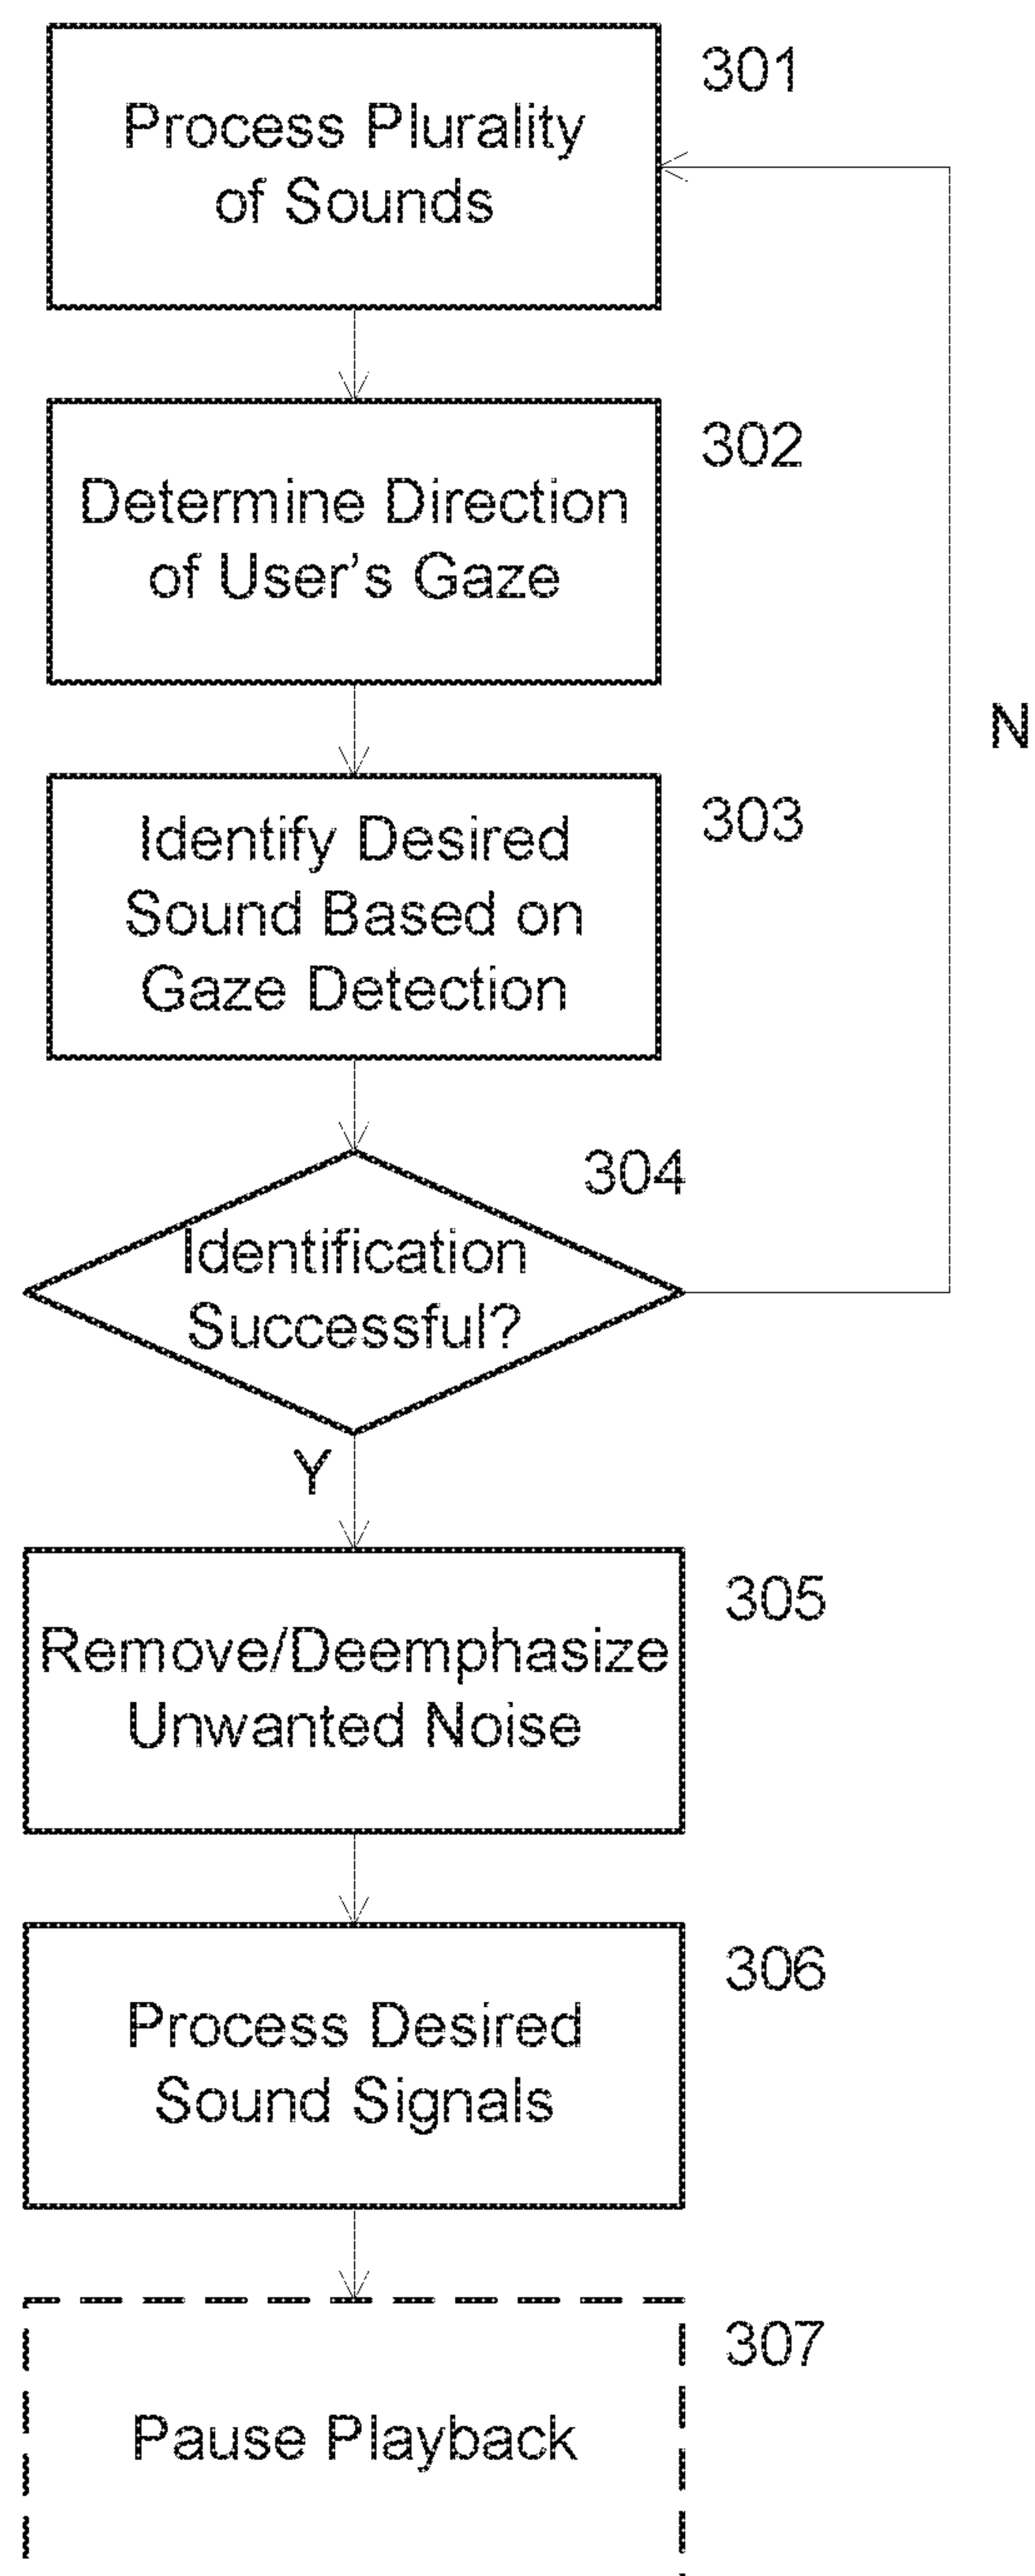 Process Plurality
of Sounds
301
Determine Direction
of User's Gaze
302
Identify Desired
Sound Based on
Gaze Detection
303
N
Identification
Successful?
304
Y
Remove/Deemphasize
Unwanted Noise
305
Process Desired
Sound Signals
306
Pause Playback
307